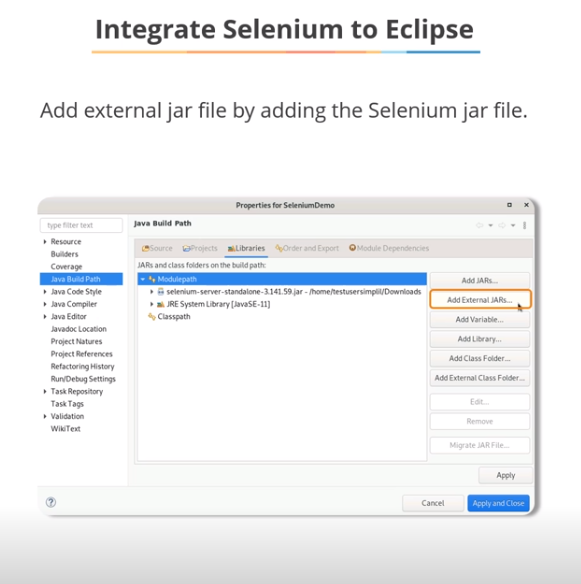 Integrate Selenium to Eclipse
Add external jar file by adding the Selenium jar file.
Properties for SeleniumDemo
type filter text
Resource
Builders
Coverage
Java Build Path
Java Code Style
Java Compiler
Java Editor
Javadoc Location
Project Natures
Project References
Refactoring History
Run/Debug Settings
Task Repository
Task Tags
Validation
WikiText
Java Build Path
Source Projects Libraries Order and Export Module Dependencies
JARs and class folders on the build path:
Modulepath
selenium-server-standalone-3.141.59.jar - /home/testusersimplil/Downloads
JRE System Library [JavaSE-11]
Classpath
Add JARs...
Add External JARs...
Add Variable...
Add Library...
Add Class Folder...
Add External Class Folder...
Edit...
Remove
Migrate JAR File...
Apply
Cancel
Apply and Close